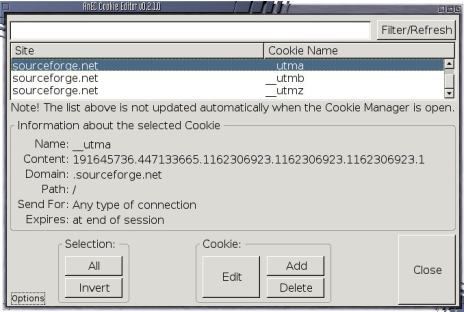 AnEC Cookie Editor v0.2.1.0
Filter/Refresh
Site Cookie Name
sourceforge.net __utma
sourceforge.net __utmb
sourceforge.net __utmz
Note! The list above is not updated automatically when the Cookie Manager is open.
Information about the selected Cookie
Name: __utma
Content: 191645736.447133665.1162306923.1162306923.1162306923.1
Domain: .sourceforge.net
Path: /
Send For: Any type of connection
Expires: at end of session
Selection: Cookie:
All Edit Add Close
Invert Delete
Options